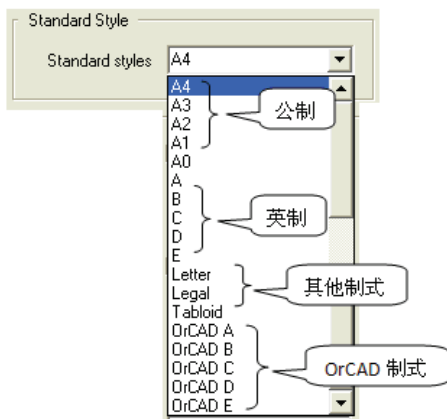 Standard Style
Standard styles A4
A4
A3
A2
A1
A0
A
B
C
D
E
Letter
Legal
Tabloid
OrCAD A
OrCAD B
OrCAD C
OrCAD D
OrCAD E
公制
英制
其他制式
OrCAD 制式